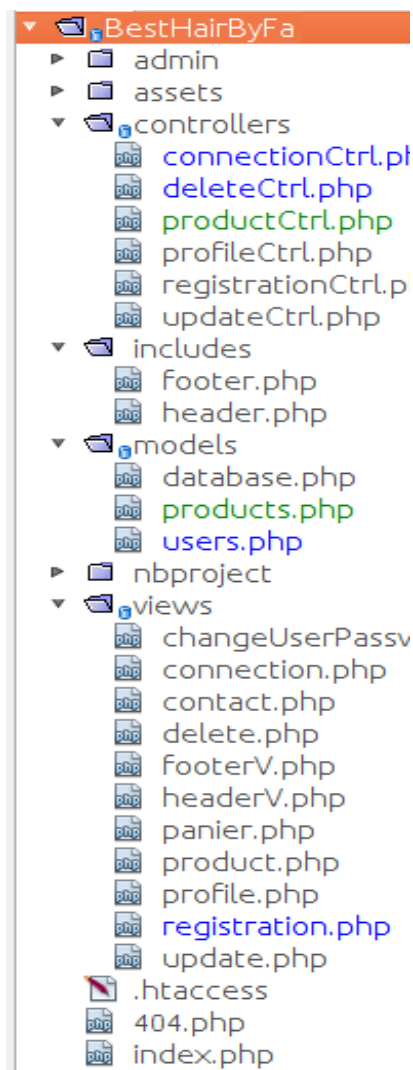 BestHairByFa
admin
assets
controllers
connectionCtrl.ph
deleteCtrl.php
productCtrl.php
profileCtrl.php
registrationCtrl.p
updateCtrl.php
includes
footer.php
header.php
models
database.php
products.php
users.php
nbproject
views
changeUserPassw
connection.php
contact.php
delete.php
footerV.php
headerV.php
panier.php
product.php
profile.php
registration.php
update.php
.htaccess
404.php
index.php